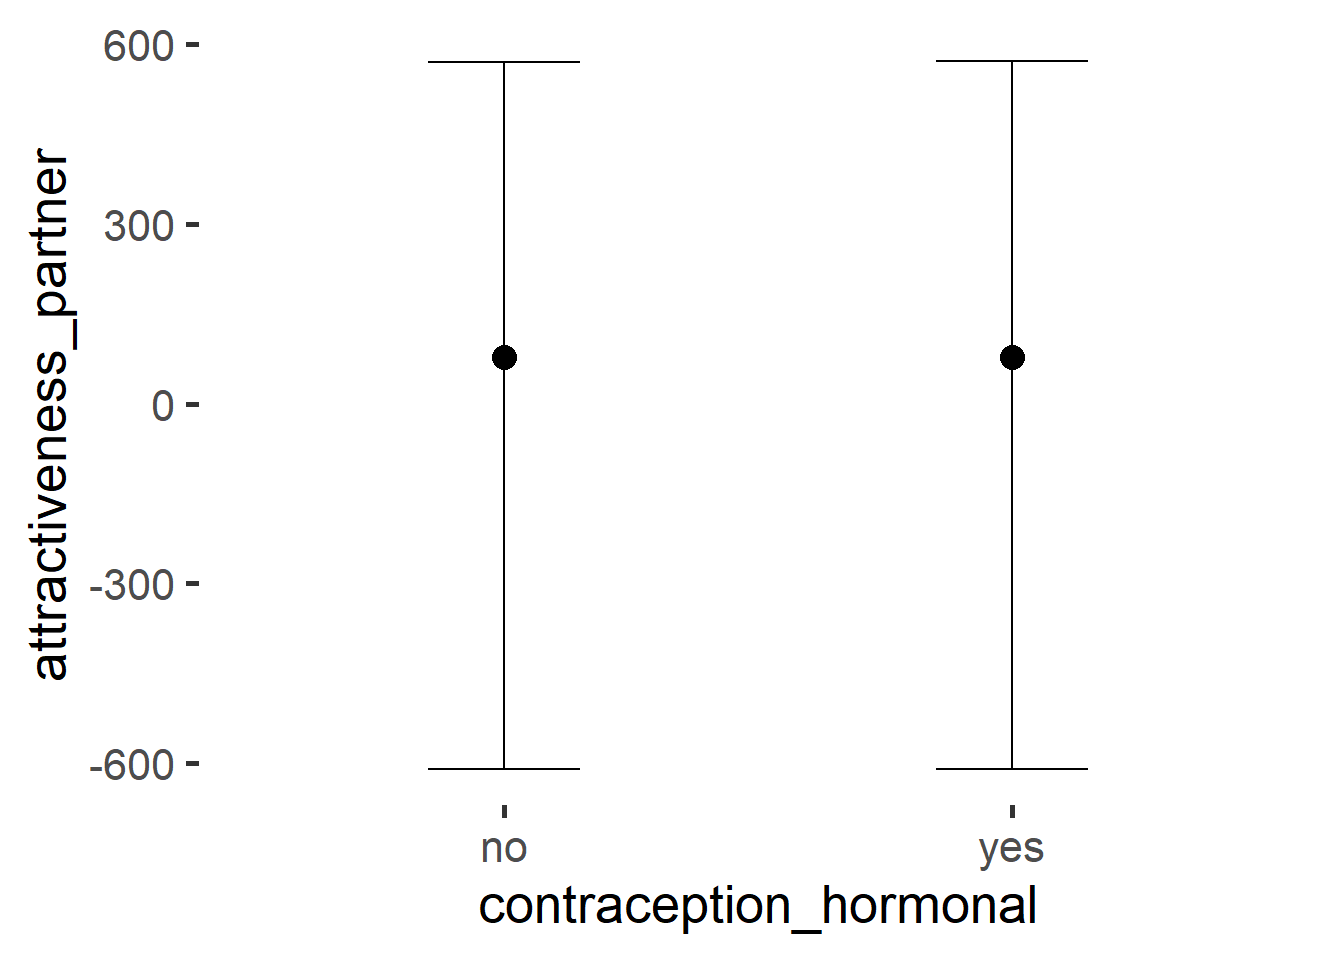 600
300
0
-300
-600
attractiveness_partner
no
yes
contraception_hormonal